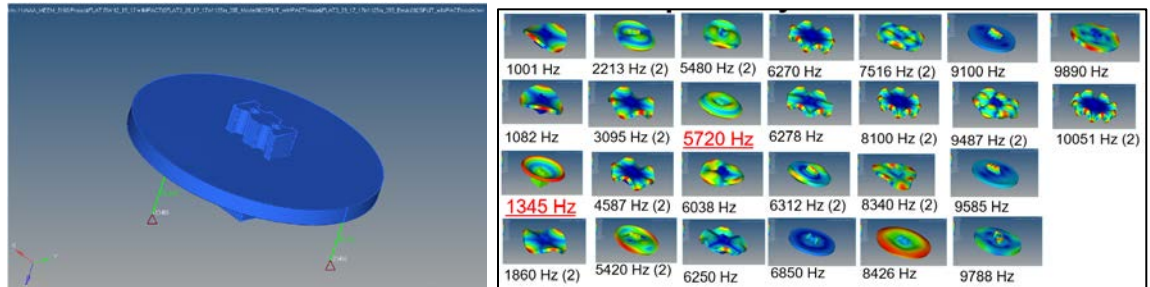 1001 Hz
2213 Hz (2)
5480 Hz (2)
6270 Hz
7516 Hz (2)
9100 Hz
9890 Hz
1082 Hz
3095 Hz (2)
5720 Hz
6278 Hz
8100 Hz (2)
9487 Hz (2)
10051 Hz (2)
1345 Hz
4587 Hz (2)
6038 Hz
6312 Hz (2)
8340 Hz (2)
9585 Hz
1860 Hz (2)
5420 Hz (2)
6250 Hz
6850 Hz
8426 Hz
9788 Hz